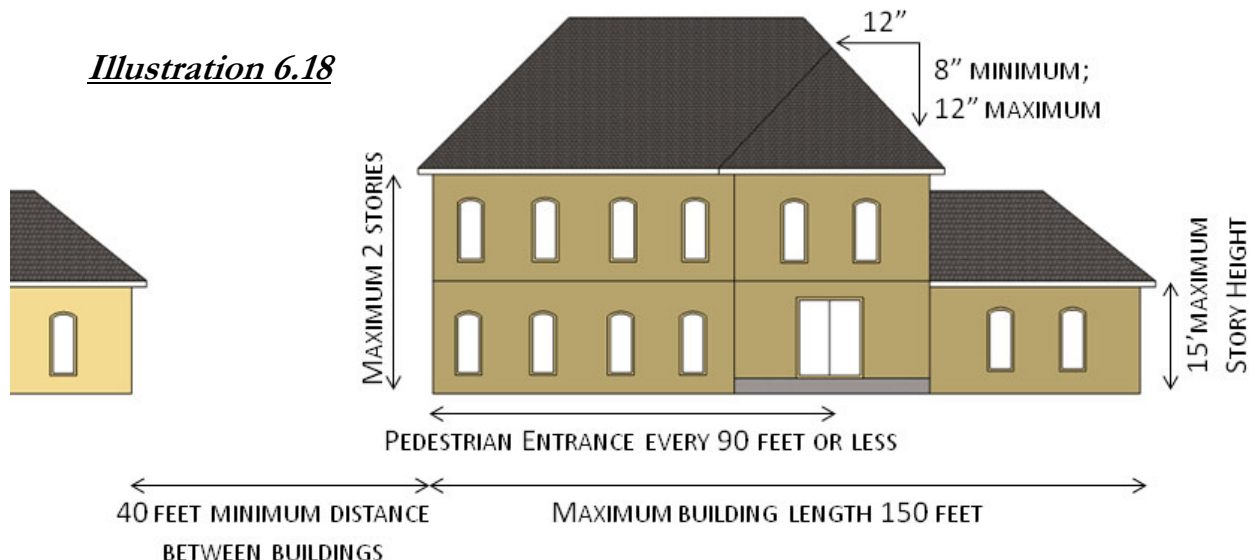 Illustration 6.18
12”
8” MINIMUM;
12” MAXIMUM
MAXIMUM 2 STORIES
15’MAXIMUM
STORY HEIGHT
PEDESTRIAN ENTRANCE EVERY 90 FEET OR LESS
40 FEET MINIMUM DISTANCE
BETWEEN BUILDINGS
MAXIMUM BUILDING LENGTH 150 FEET